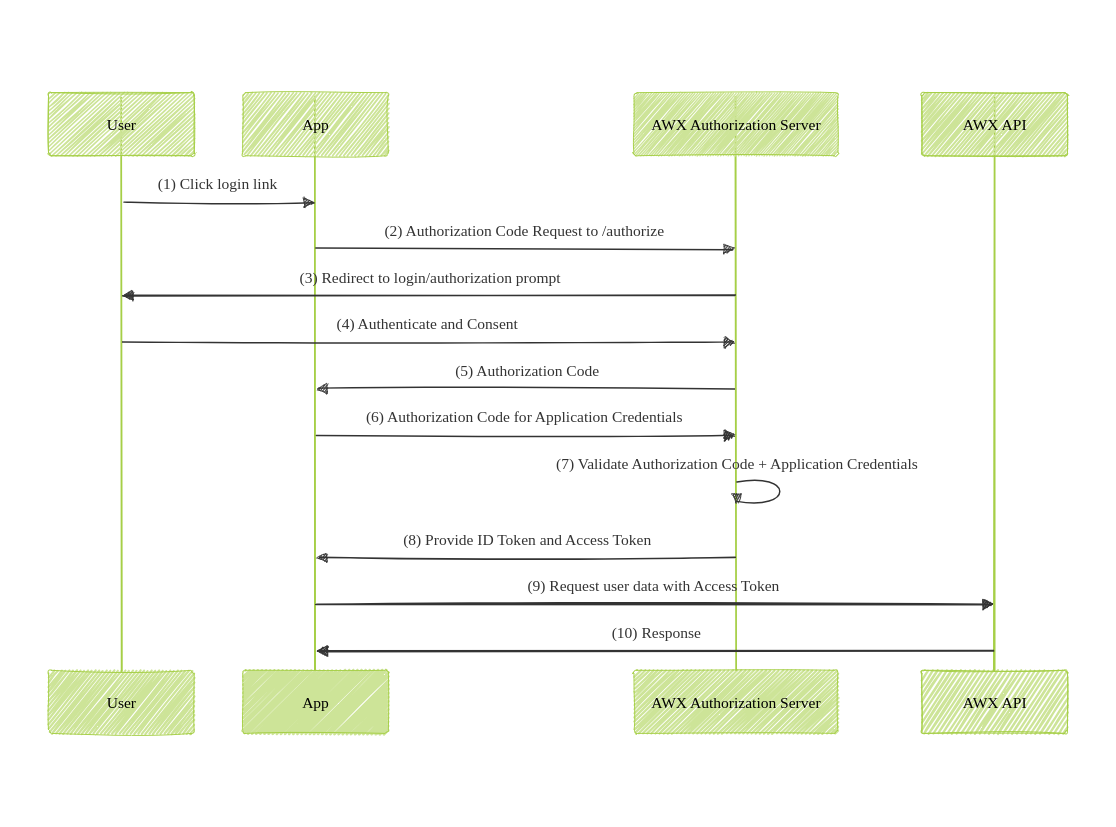 User
App
AWX Authorization Server
AWX API
(1) Click login link
(2) Authorization Code Request to /authorize
(3) Redirect to login/authorization prompt
(4) Authenticate and Consent
(5) Authorization Code
(6) Authorization Code for Application Credentials
(7) Validate Authorization Code + Application Credentials
(8) Provide ID Token and Access Token
(9) Request user data with Access Token
(10) Response
User
App
AWX Authorization Server
AWX API